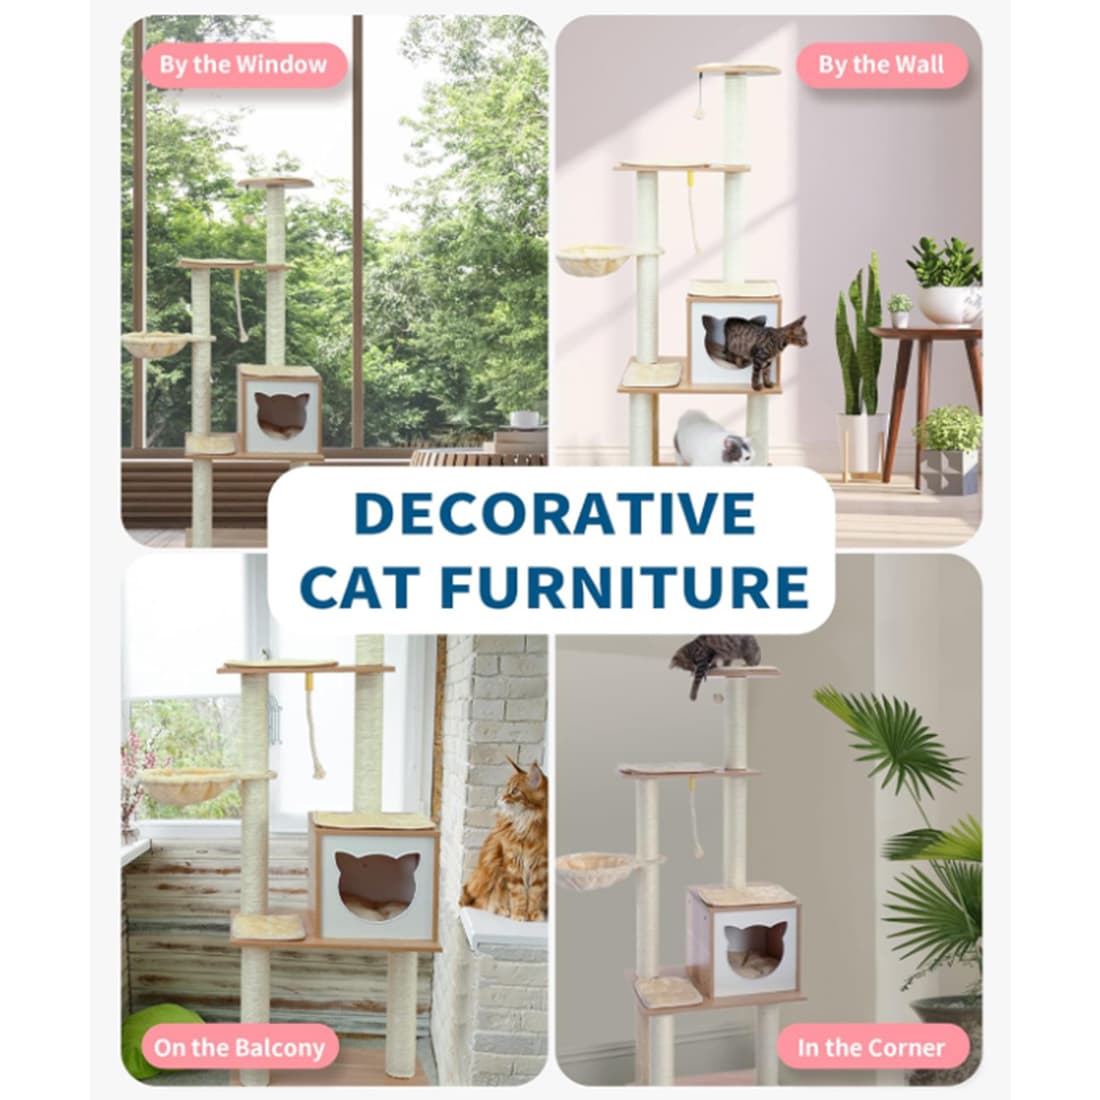 By the Window
By the Wall
DECORATIVE
CAT FURNITURE
On the Balcony
In the Corner